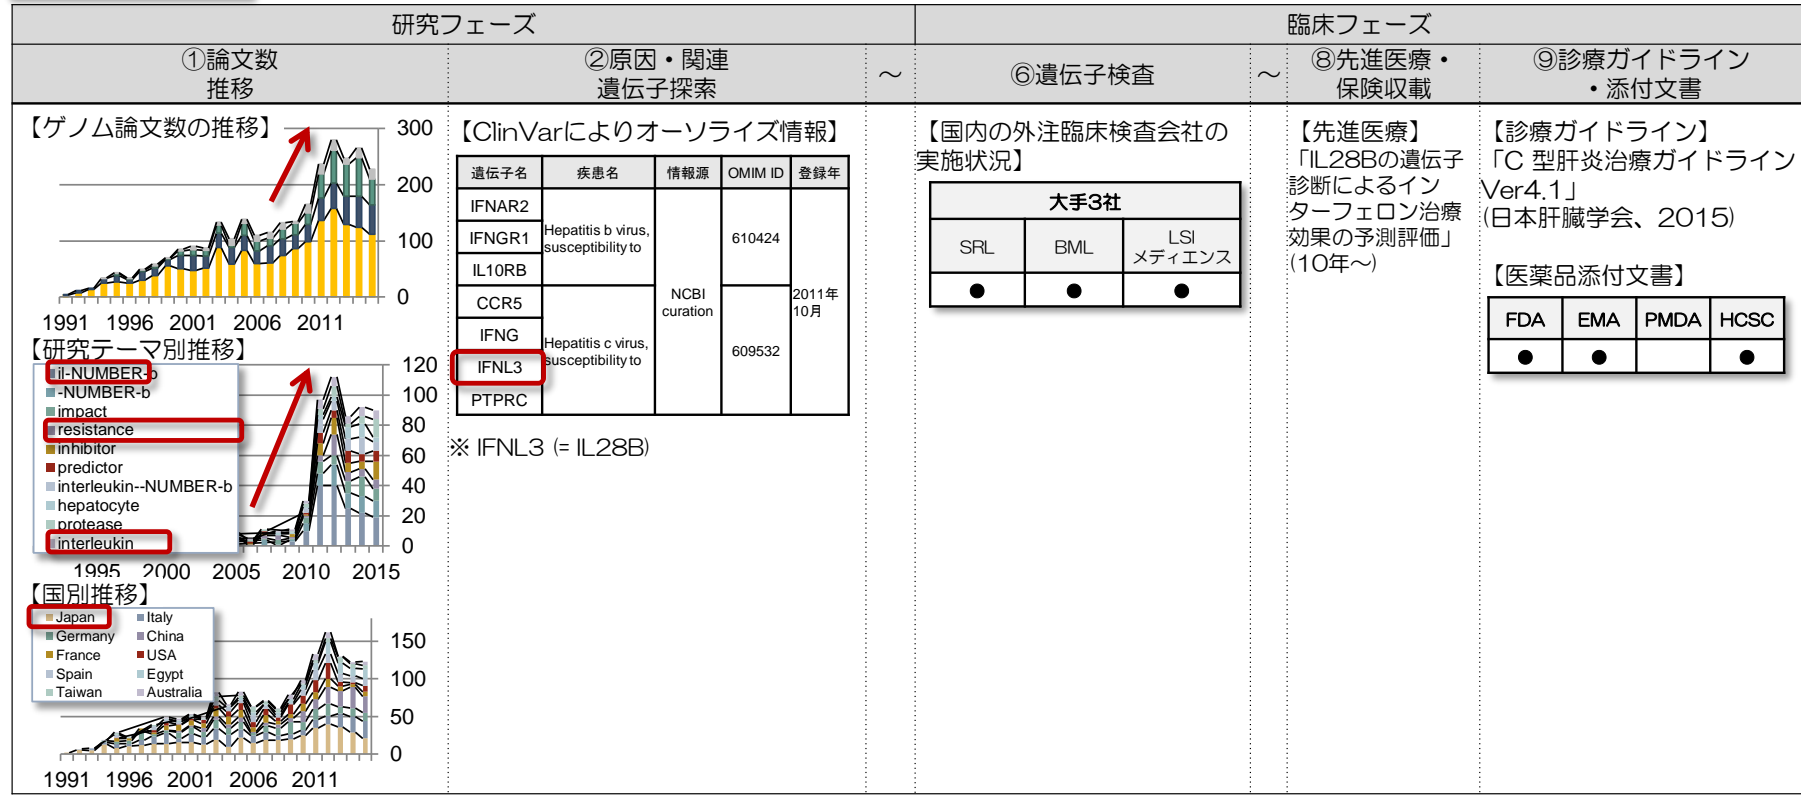 研究フェーズ
臨床フェーズ
①論文数
推移
②原因・関連
遺伝子探索
～
⑥遺伝子検査
～
⑧先進医療・
保険収載
⑨診療ガイドライン
・添付文書
【ゲノム論文数の推移】
300
200
100
0
1991 1996 2001 2006 2011
【研究テーマ別推移】
il-NUMBER-b
-NUMBER-b
impact
resistance
inhibitor
predictor
interleukin--NUMBER-b
hepatocyte
protease
interleukin
120
100
80
60
40
20
0
1995 2000 2005 2010 2015
【国別推移】
Japan Italy
Germany China
France USA
Spain Egypt
Taiwan Australia
150
100
50
0
1991 1996 2001 2006 2011
【ClinVarによりオーソライズ情報】
遺伝子名 疾患名 情報源 OMIM ID 登録年
IFNAR2
IFNGR1
IL10RB
CCR5
IFNG
IFNL3
PTPRC
Hepatitis b virus,
susceptibility to
Hepatitis c virus,
susceptibility to
NCBI
curation
610424
609532
2011年
10月
※ IFNL3 (= IL28B)
【国内の外注臨床検査会社の
実施状況】
大手3社
SRL BML LSI
メディエンス
● ● ●
【先進医療】
「IL28Bの遺伝子
診断によるイン
ターフェロン治療
効果の予測評価」
(10年～)
【診療ガイドライン】
「C 型肝炎治療ガイドライン
Ver4.1」
(日本肝臓学会、2015)
【医薬品添付文書】
FDA EMA PMDA HCSC
● ● ●